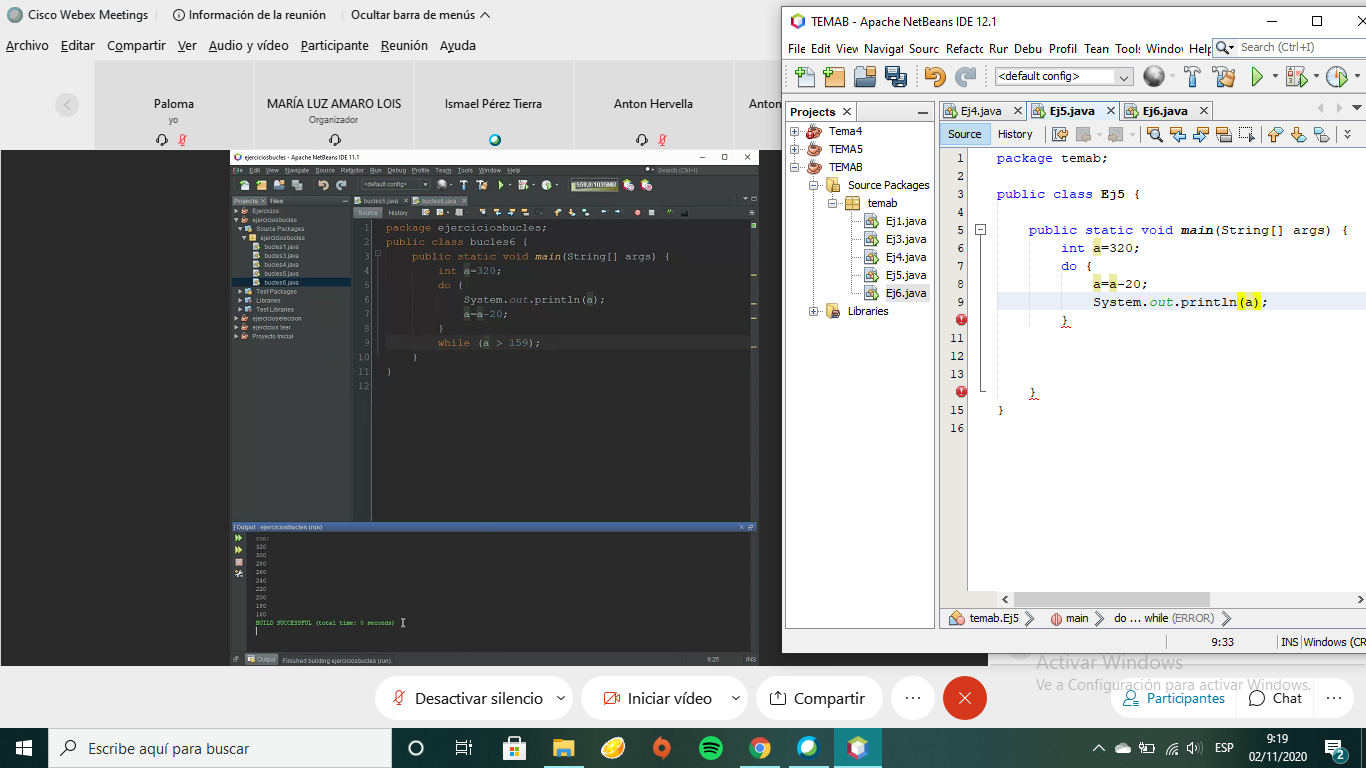 Cisco Webex Meetings
Información de la reunión
Ocultar barra de menús
Archivo Editar Compartir Ver Audio y vídeo Participante Reunión Ayuda
Paloma
yo
MARÍA LUZ AMARO LOIS
Organizador
Ismael Pérez Tierra
Anton Hervella
Anton
ejerciciosbucles - Apache NetBeans IDE 11.1
File Edit View Navigate Source Refactor Run Debug Profile Team Tools Window Help
Search (Ctrl+I)
<default config>
559,8/1035MB
Projects Files
bucles5.java bucles6.java
Source History
Ejercicios
ejerciciosbucles
Source Packages
ejerciciosbucles
bucles1.java
bucles3.java
bucles4.java
bucles5.java
bucles6.java
Test Packages
Libraries
Test Libraries
ejercicioseleccion
ejercicios leer
Proyecto Inicial
1 package ejerciciosbucles;
2 public class bucles6 {
3 public static void main(String[] args) {
4 int a=320;
5 do {
6 System.out.println(a);
7 a=a-20;
8 }
9 while (a > 159);
10 }
11 }
12
Output - ejerciciosbucles (run)
run:
320
300
280
260
240
220
200
180
160
BUILD SUCCESSFUL (total time: 0 seconds)
Output
Finished building ejerciciosbucles (run).
9:25
INS
TEMAB - Apache NetBeans IDE 12.1
File Edit View Navigat Sourc Refacto Run Debu Profil Tean Tools Windo Help
Search (Ctrl+I)
<default config>
Projects
Ej4.java Ej5.java Ej6.java
Source History
Tema4
TEMA5
TEMAB
Source Packages
temab
Ej1.java
Ej3.java
Ej4.java
Ej5.java
Ej6.java
Libraries
1 package temab;
2
3 public class Ej5 {
4
5 public static void main(String[] args) {
6 int a=320;
7 do {
8 a=a-20;
9 System.out.println(a);
}
11
12
13
}
15 }
16
temab.Ej5 main do ... while (ERROR)
9:33
INS
Windows (CR
Activar Windows
Ve a Configuración para activar Windows.
Desactivar silencio
Iniciar vídeo
Compartir
Participantes
Chat
Escribe aquí para buscar
ESP
9:19
02/11/2020
2